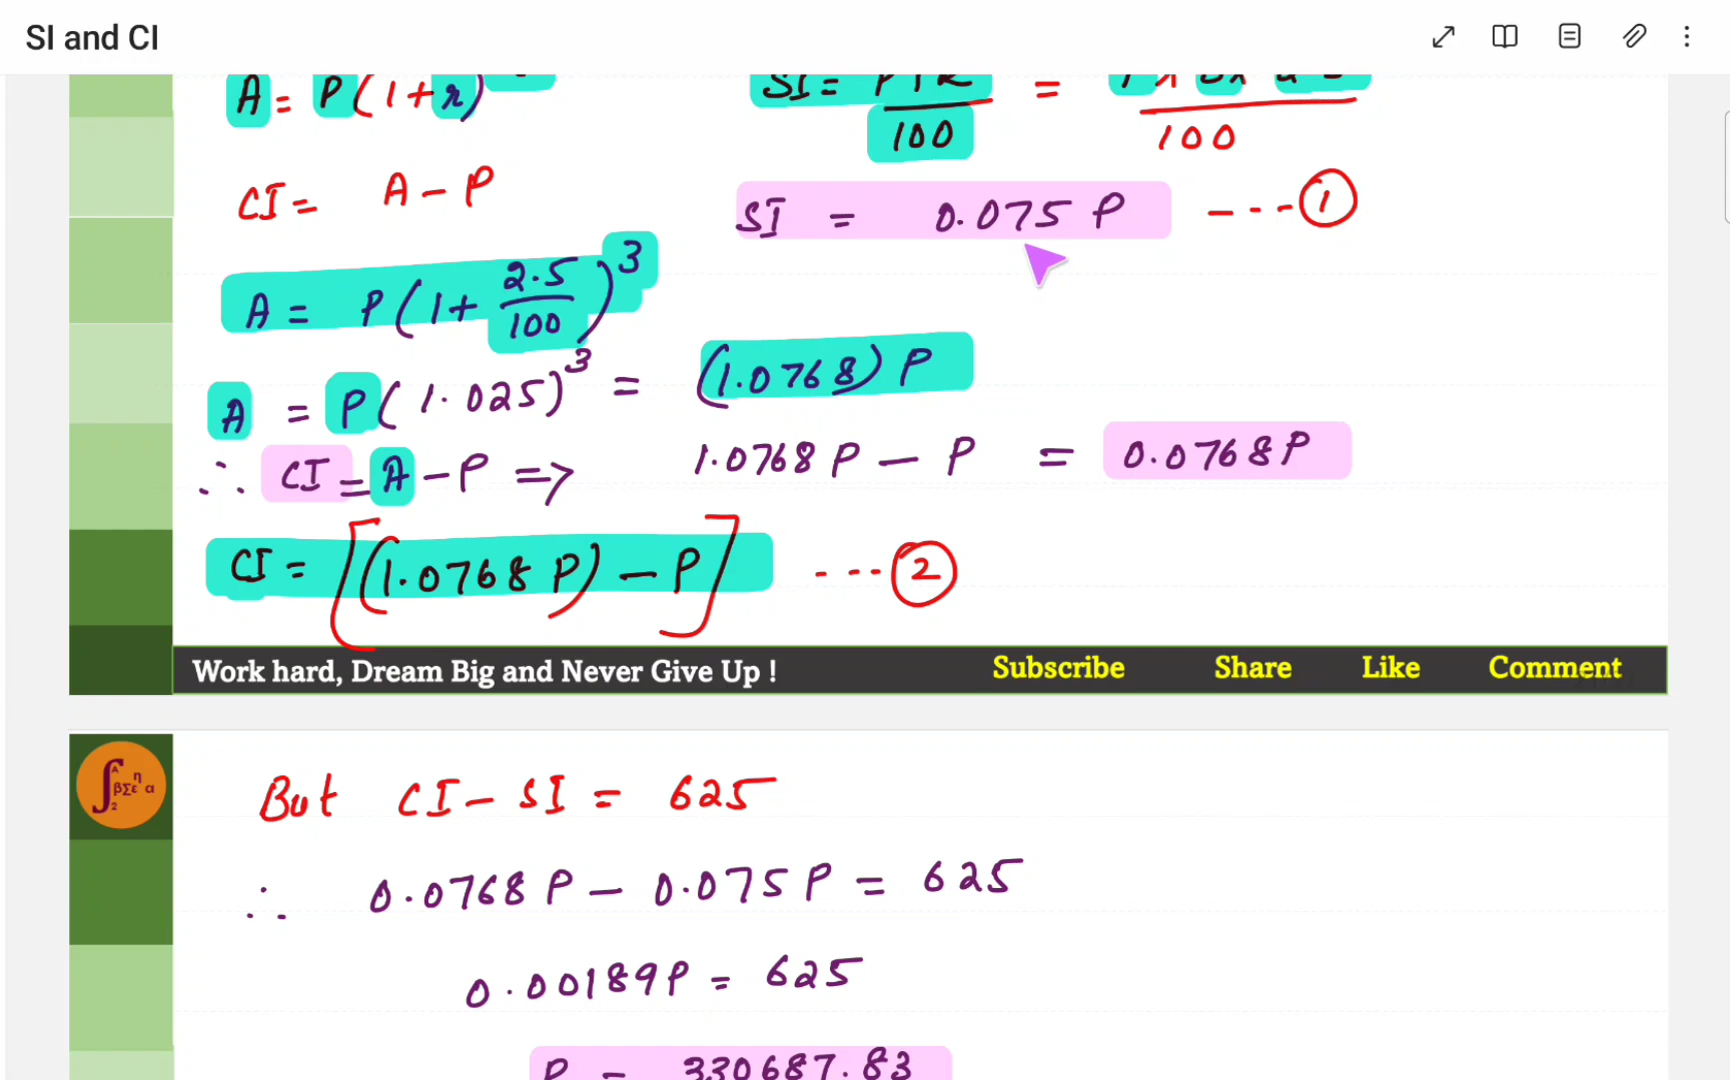 SI and CI
A = P(1+r)
SI = PTR/100 = /100
CI = A - P
SI = 0.075 P ---①
A = P(1 + 2.5/100)³
A = P(1.025)³ = (1.0768) P
∴ CI = A - P => 1.0768 P - P = 0.0768 P
CI = [(1.0768 P) - P] ---②
Work hard, Dream Big and Never Give Up ! Subscribe Share Like Comment
But CI - SI = 625
∴ 0.0768 P - 0.075 P = 625
0.00189 P = 625
P = 330687.83